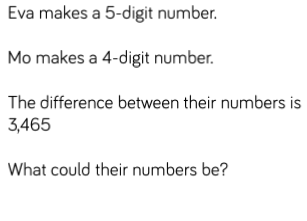 Eva makes a 5-digit number.
Mo makes a 4-digit number.
The difference between their numbers is
3,465
What could their numbers be?